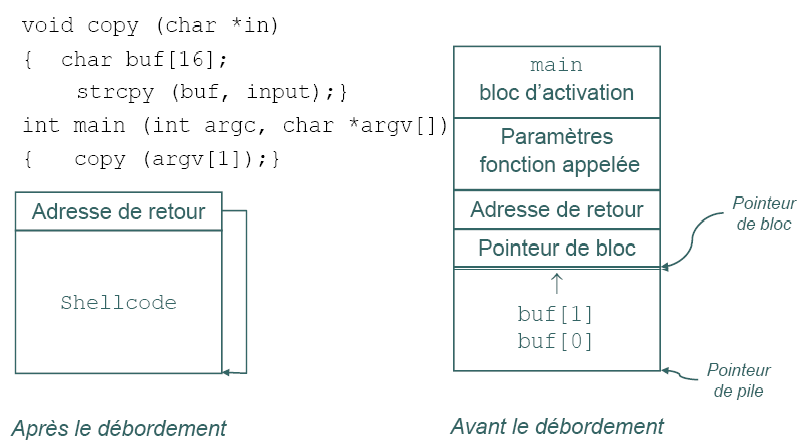 void copy (char *in)
{ char buf[16];
strcpy (buf, input);}
int main (int argc, char *argv[])
{ copy (argv[1]);}
Adresse de retour
Shellcode
Après le débordement
main
bloc d'activation
Paramètres
fonction appelée
Adresse de retour
Pointeur de bloc
↑
buf[1]
buf[0]
Pointeur
de bloc
Pointeur
de pile
Avant le débordement